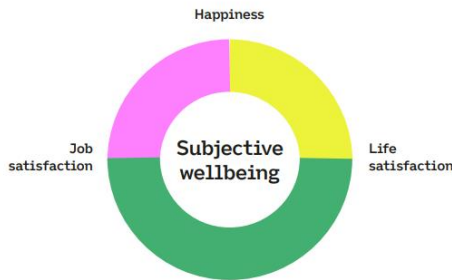 Happiness
Job
satisfaction
Subjective
wellbeing
Life
satisfaction